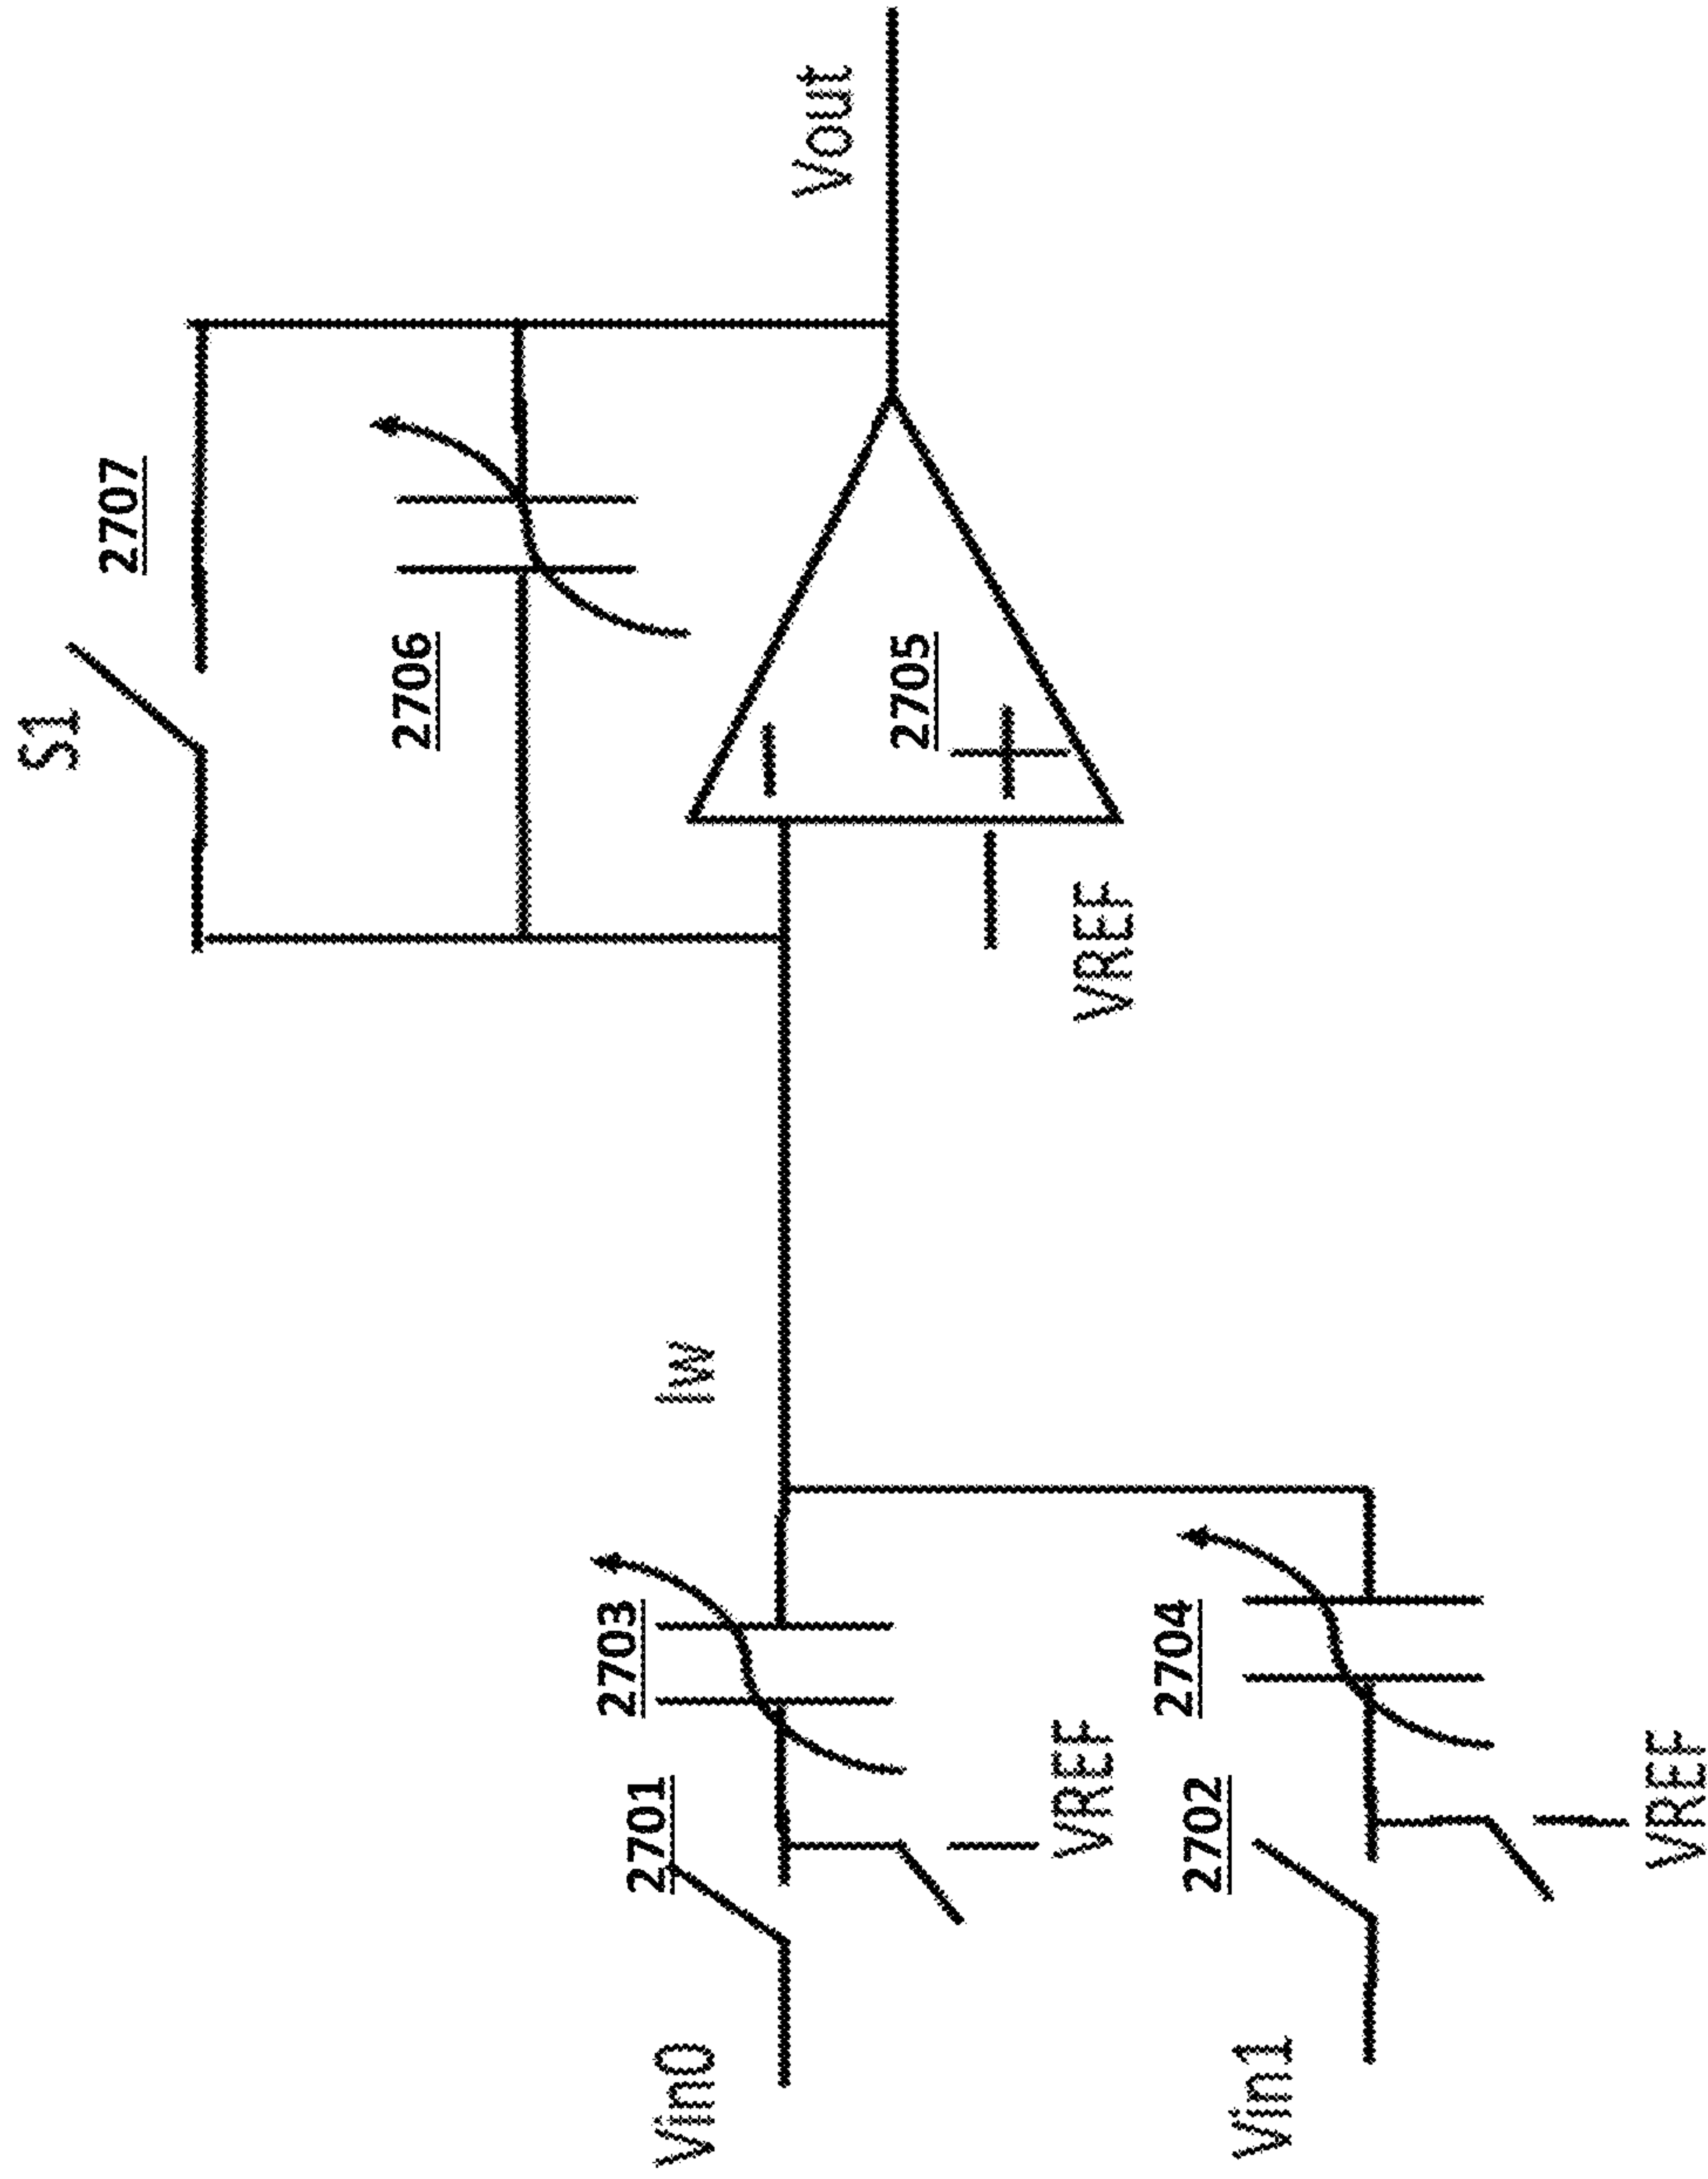 S1
2707
2706
Vout
2705
VREF
Iw
2703
2701
Vin0
VREF
2704
2702
Vin1
VREF